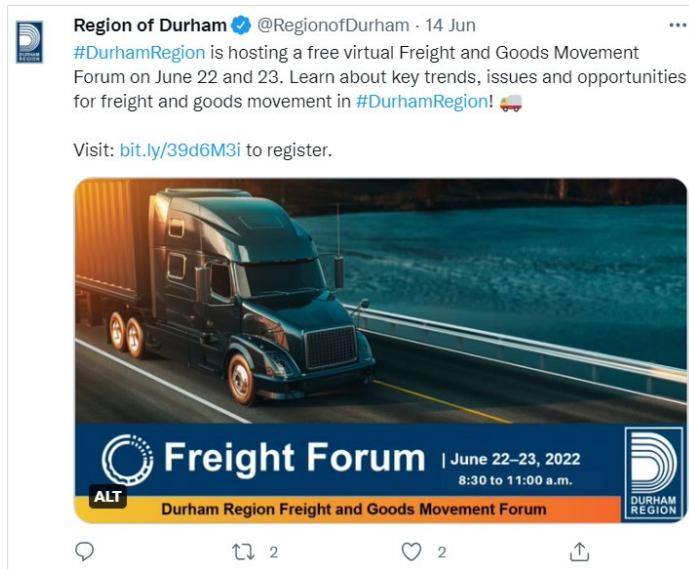 Region of Durham @RegionofDurham · 14 Jun
#DurhamRegion is hosting a free virtual Freight and Goods Movement
Forum on June 22 and 23. Learn about key trends, issues and opportunities
for freight and goods movement in #DurhamRegion!
Visit: bit.ly/39d6M3i to register.
Freight Forum | June 22–23, 2022
8:30 to 11:00 a.m.
ALT
Durham Region Freight and Goods Movement Forum
DURHAM
REGION
2
2